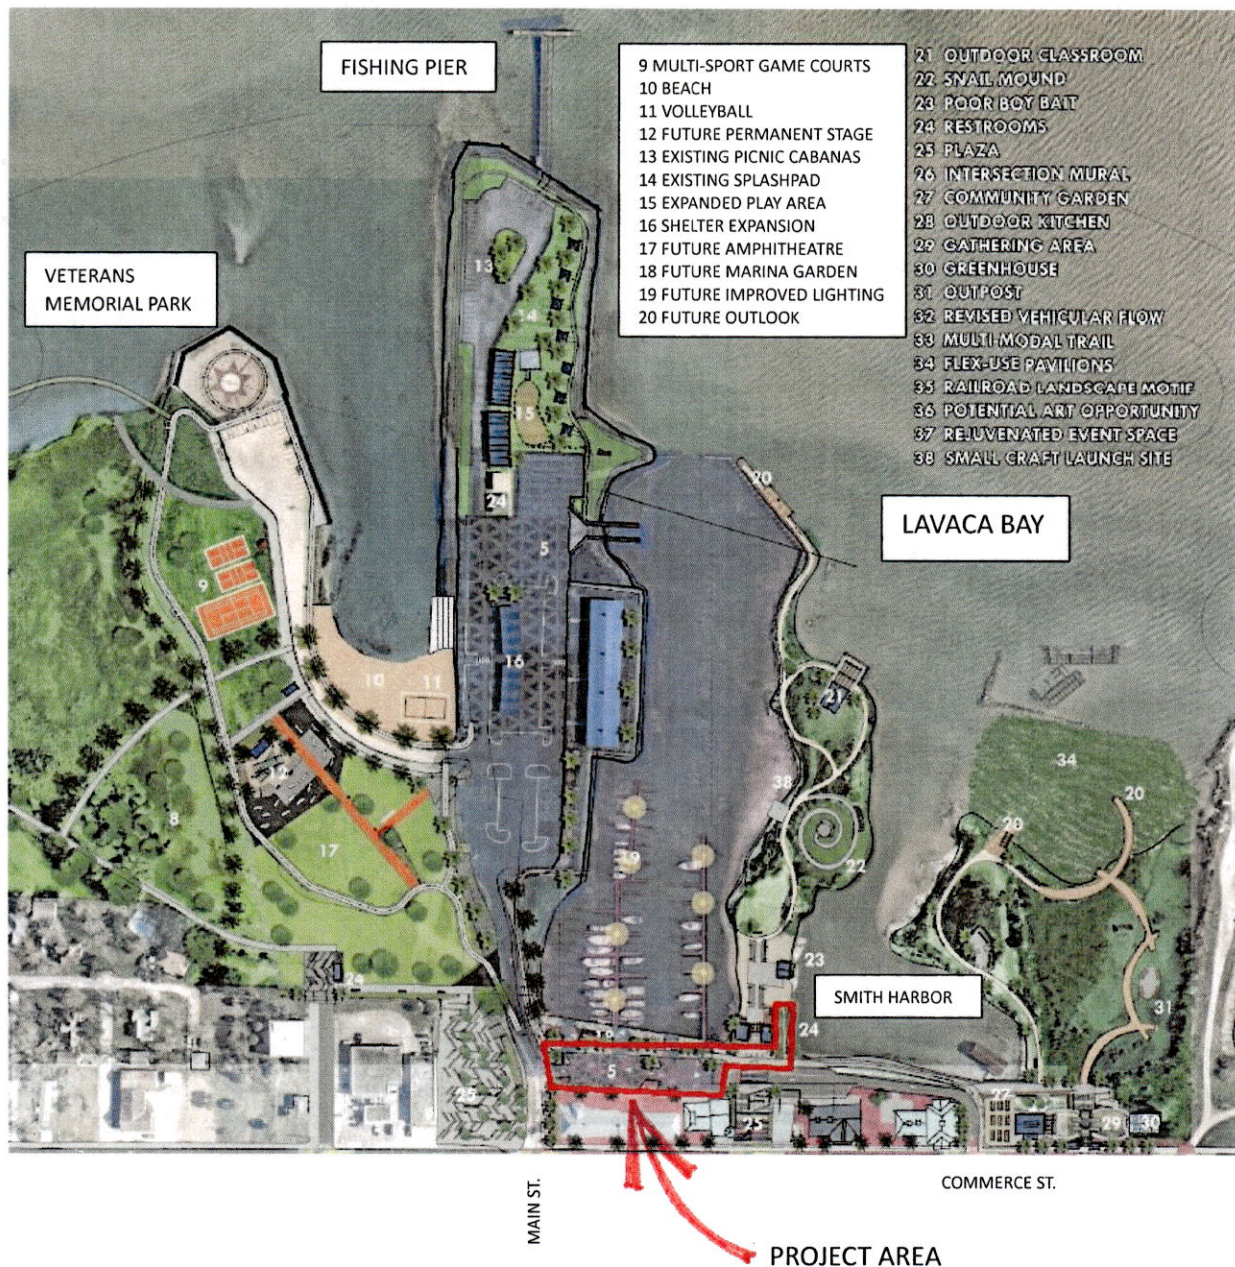 FISHING PIER
9 MULTI-SPORT GAME COURTS
10 BEACH
11 VOLLEYBALL
12 FUTURE PERMANENT STAGE
13 EXISTING PICNIC CABANAS
14 EXISTING SPLASHPAD
15 EXPANDED PLAY AREA
16 SHELTER EXPANSION
17 FUTURE AMPHITHEATRE
18 FUTURE MARINA GARDEN
19 FUTURE IMPROVED LIGHTING
20 FUTURE OUTLOOK
21 OUTDOOR CLASSROOM
22 SNAIL MOUND
23 POOR BOY BAIT
24 RESTROOMS
25 PLAZA
26 INTERSECTION MURAL
27 COMMUNITY GARDEN
28 OUTDOOR KITCHEN
29 GATHERING AREA
30 GREENHOUSE
31 OUTPOST
32 REVISED VEHICULAR FLOW
33 MULTI-MODAL TRAIL
34 FLEX-USE PAVILIONS
35 RAILROAD LANDSCAPE MOTIF
36 POTENTIAL ART OPPORTUNITY
37 REJUVENATED EVENT SPACE
38 SMALL CRAFT LAUNCH SITE
VETERANS
MEMORIAL PARK
13
14
15
24
20
LAVACA BAY
5
9
10
11
16
21
12
38
34
20
8
17
19
22
20
23
SMITH HARBOR
31
24
24
5
25
25
27
29
30
MAIN ST.
COMMERCE ST.
PROJECT AREA